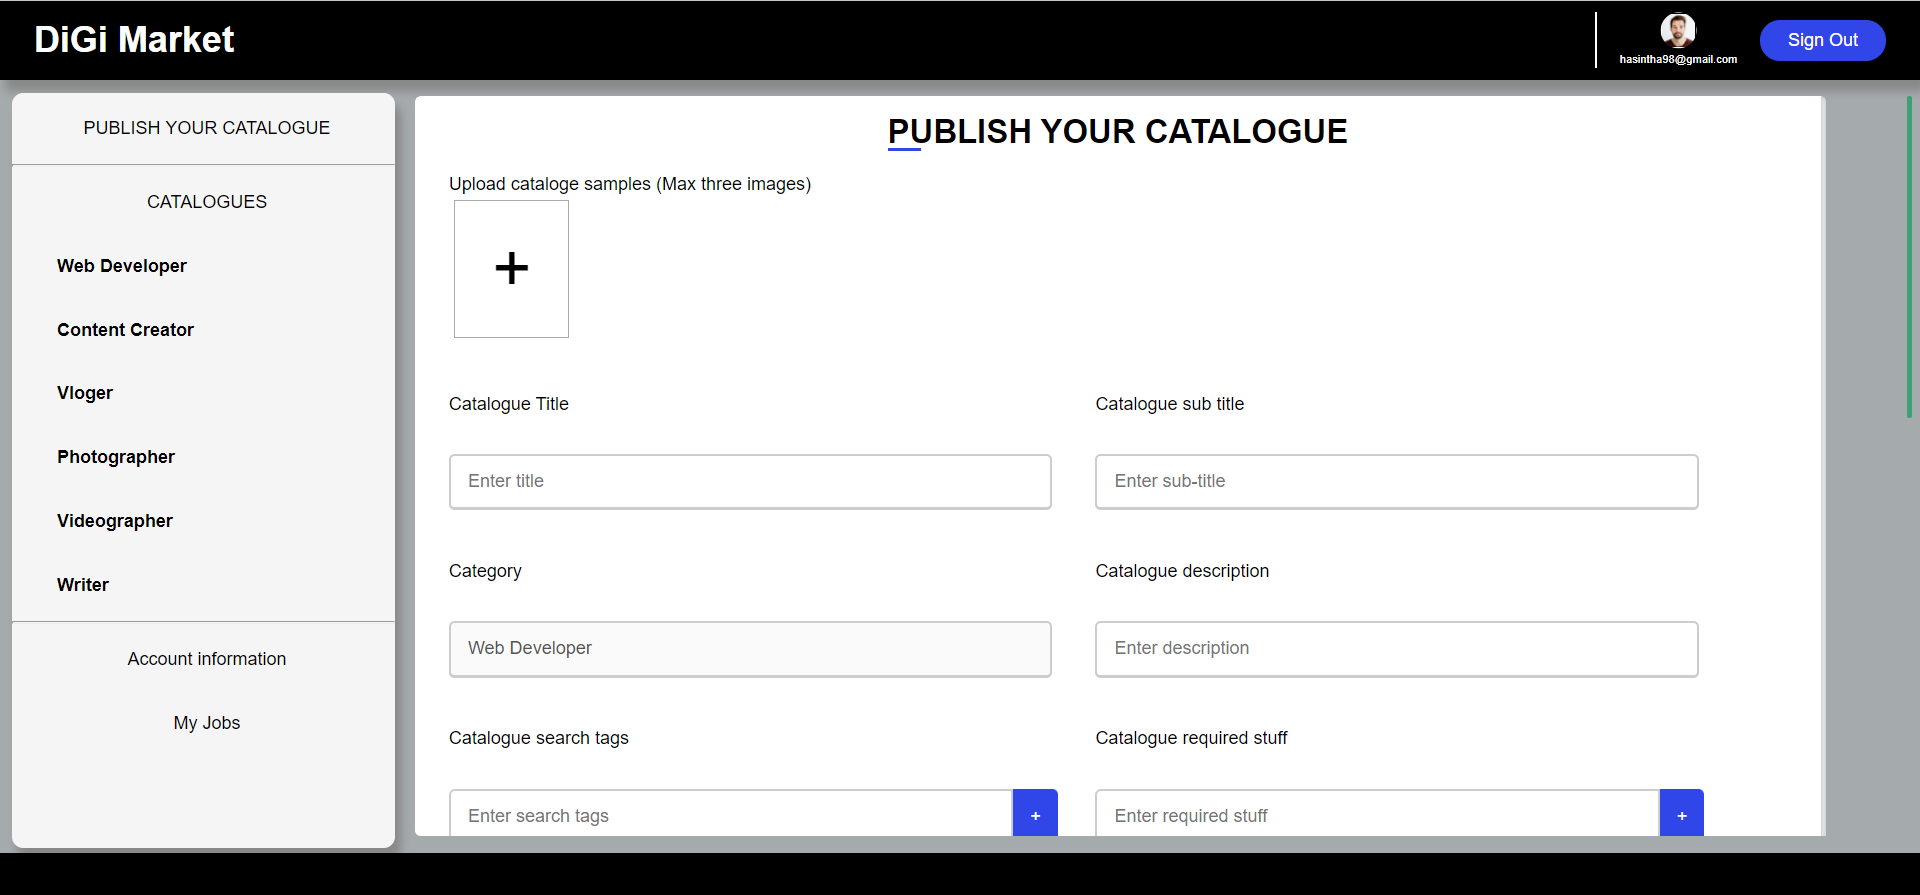 DiGi Market
hasintha98@gmail.com
Sign Out
PUBLISH YOUR CATALOGUE
CATALOGUES
Web Developer
Content Creator
Vloger
Photographer
Videographer
Writer
Account information
My Jobs
PUBLISH YOUR CATALOGUE
Upload cataloge samples (Max three images)
+
Catalogue Title
Catalogue sub title
Enter title
Enter sub-title
Category
Catalogue description
Web Developer
Enter description
Catalogue search tags
Catalogue required stuff
Enter search tags
+
Enter required stuff
+